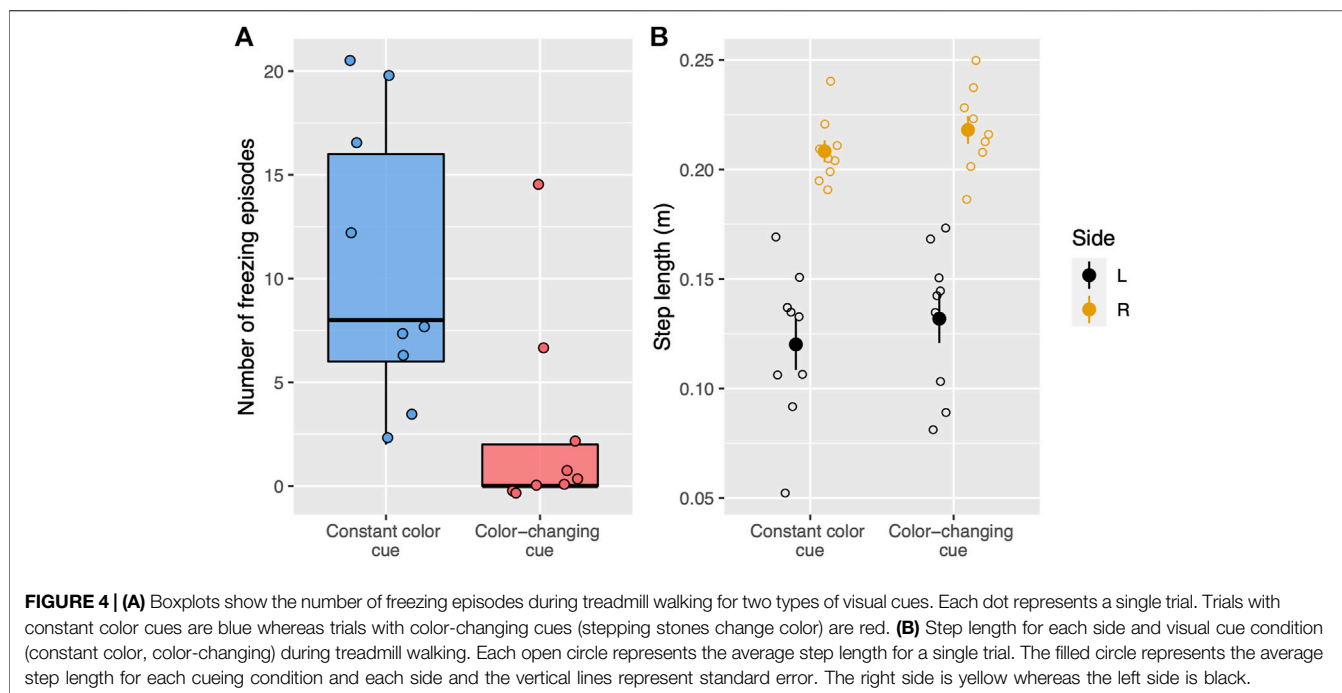 A
B
Number of freezing episodes
20
15
10
5
0
Constant color
cue
Color–changing
cue
Step length (m)
0.25
0.20
0.15
0.10
0.05
Constant color
cue
Color–changing
cue
Side
L
R
FIGURE 4 | (A) Boxplots show the number of freezing episodes during treadmill walking for two types of visual cues. Each dot represents a single trial. Trials with
constant color cues are blue whereas trials with color-changing cues (stepping stones change color) are red. (B) Step length for each side and visual cue condition
(constant color, color-changing) during treadmill walking. Each open circle represents the average step length for a single trial. The filled circle represents the average
step length for each cueing condition and each side and the vertical lines represent standard error. The right side is yellow whereas the left side is black.